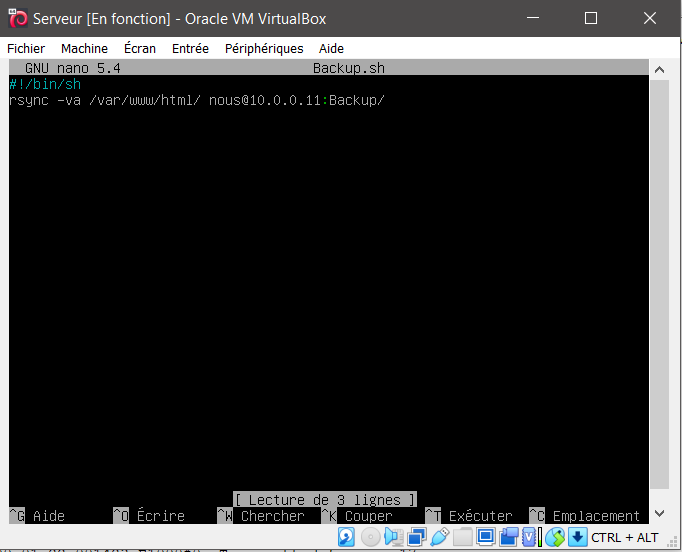 Serveur [En fonction] - Oracle VM VirtualBox
Fichier Machine Écran Entrée Périphériques Aide
GNU nano 5.4 Backup.sh
#!/bin/sh
rsync -va /var/www/html/ nous@10.0.0.11:Backup/
[ Lecture de 3 lignes ]
^G Aide ^O Écrire ^W Chercher ^K Couper ^T Exécuter ^C Emplacement
CTRL + ALT